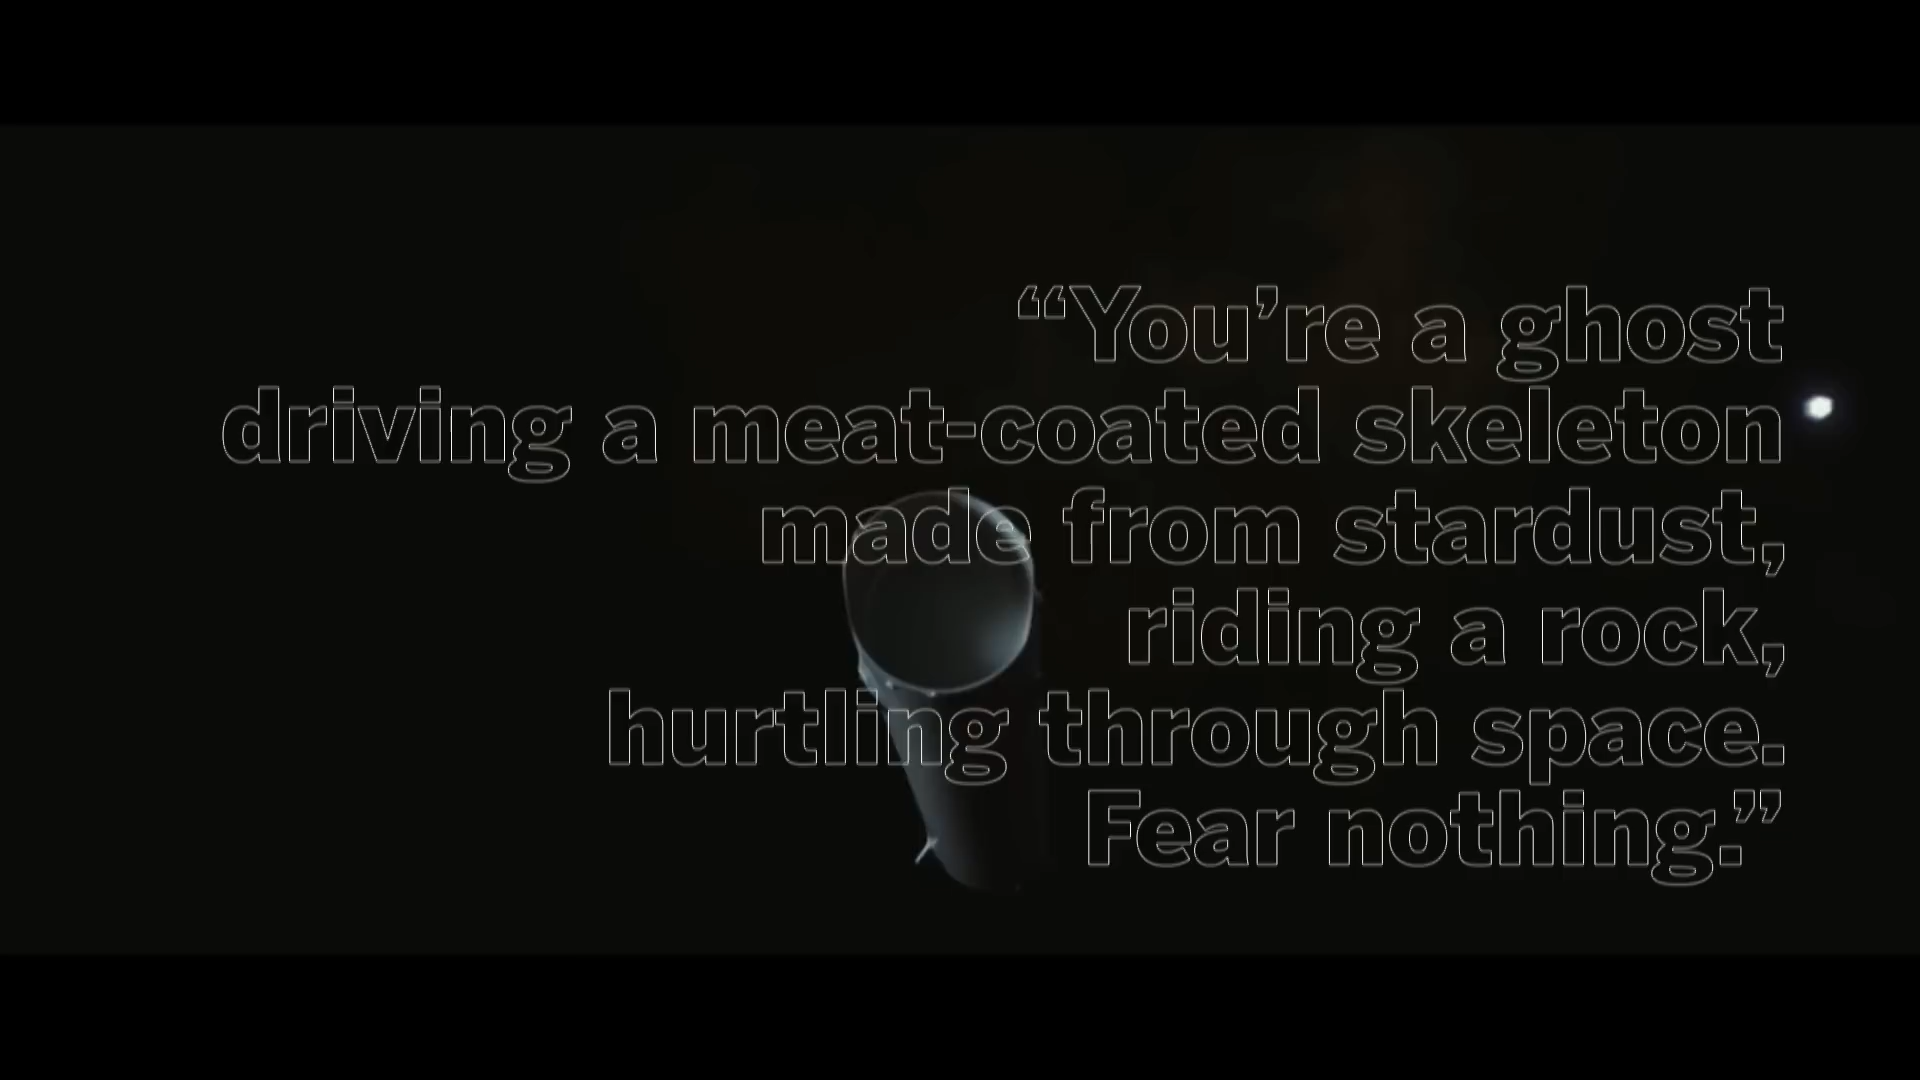 “You’re a ghost
driving a meat-coated skeleton
made from stardust,
riding a rock,
hurtling through space.
Fear nothing.”